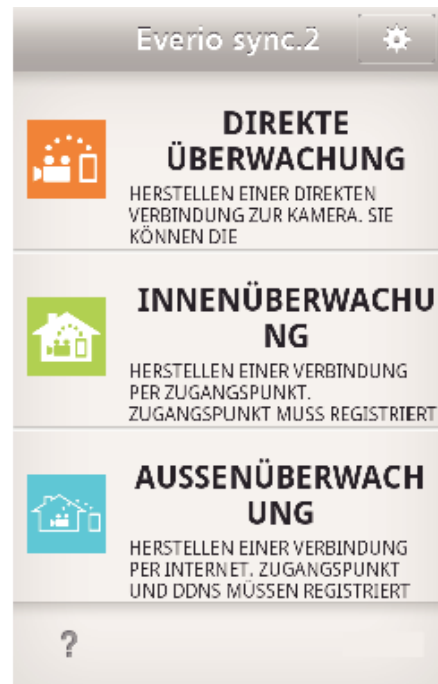 Everio sync.2
DIREKTE
ÜBERWACHUNG
HERSTELLEN EINER DIREKTEN
VERBINDUNG ZUR KAMERA. SIE
KÖNNEN DIE
INNENÜBERWACHU
NG
HERSTELLEN EINER VERBINDUNG
PER ZUGANGSPUNKT.
ZUGANGSPUNKT MUSS REGISTRIERT
AUSSENÜBERWACH
UNG
HERSTELLEN EINER VERBINDUNG
PER INTERNET. ZUGANGSPUNKT
UND DDNS MÜSSEN REGISTRIERT
?